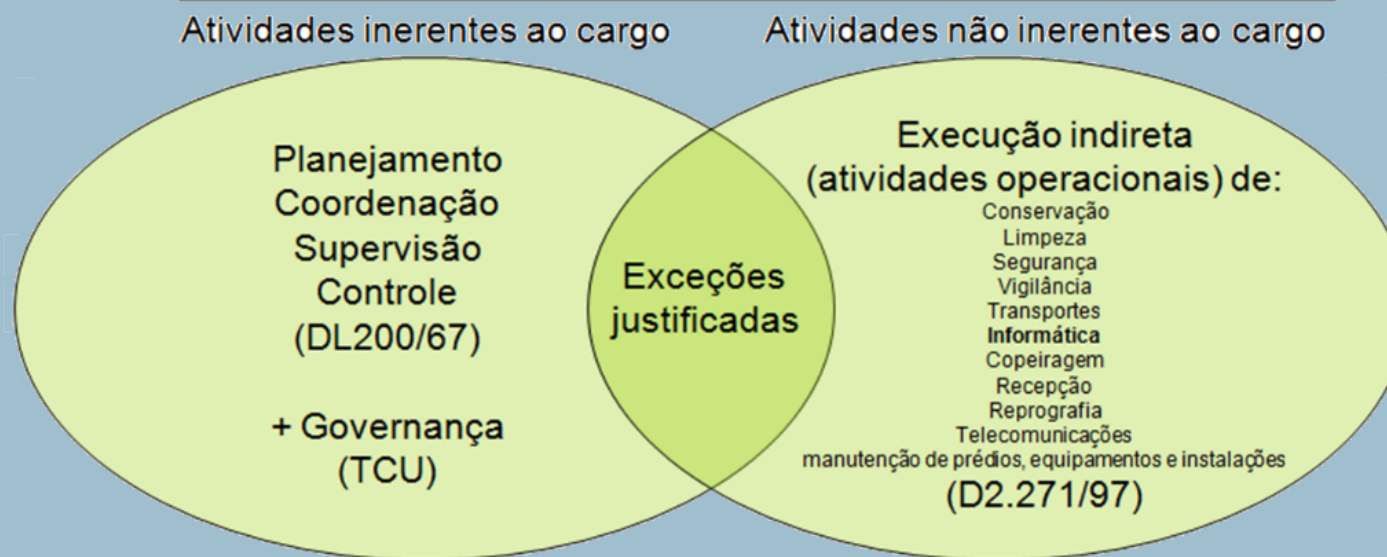 Atividades inerentes ao cargo
Atividades não inerentes ao cargo
Planejamento
Coordenação
Supervisão
Controle
(DL200/67)
+ Governança
(TCU)
Exceções
justificadas
Execução indireta
(atividades operacionais) de:
Conservação
Limpeza
Segurança
Vigilância
Transportes
Informática
Copeiragem
Recepção
Reprografia
Telecomunicações
manutenção de prédios, equipamentos e instalações
(D2.271/97)